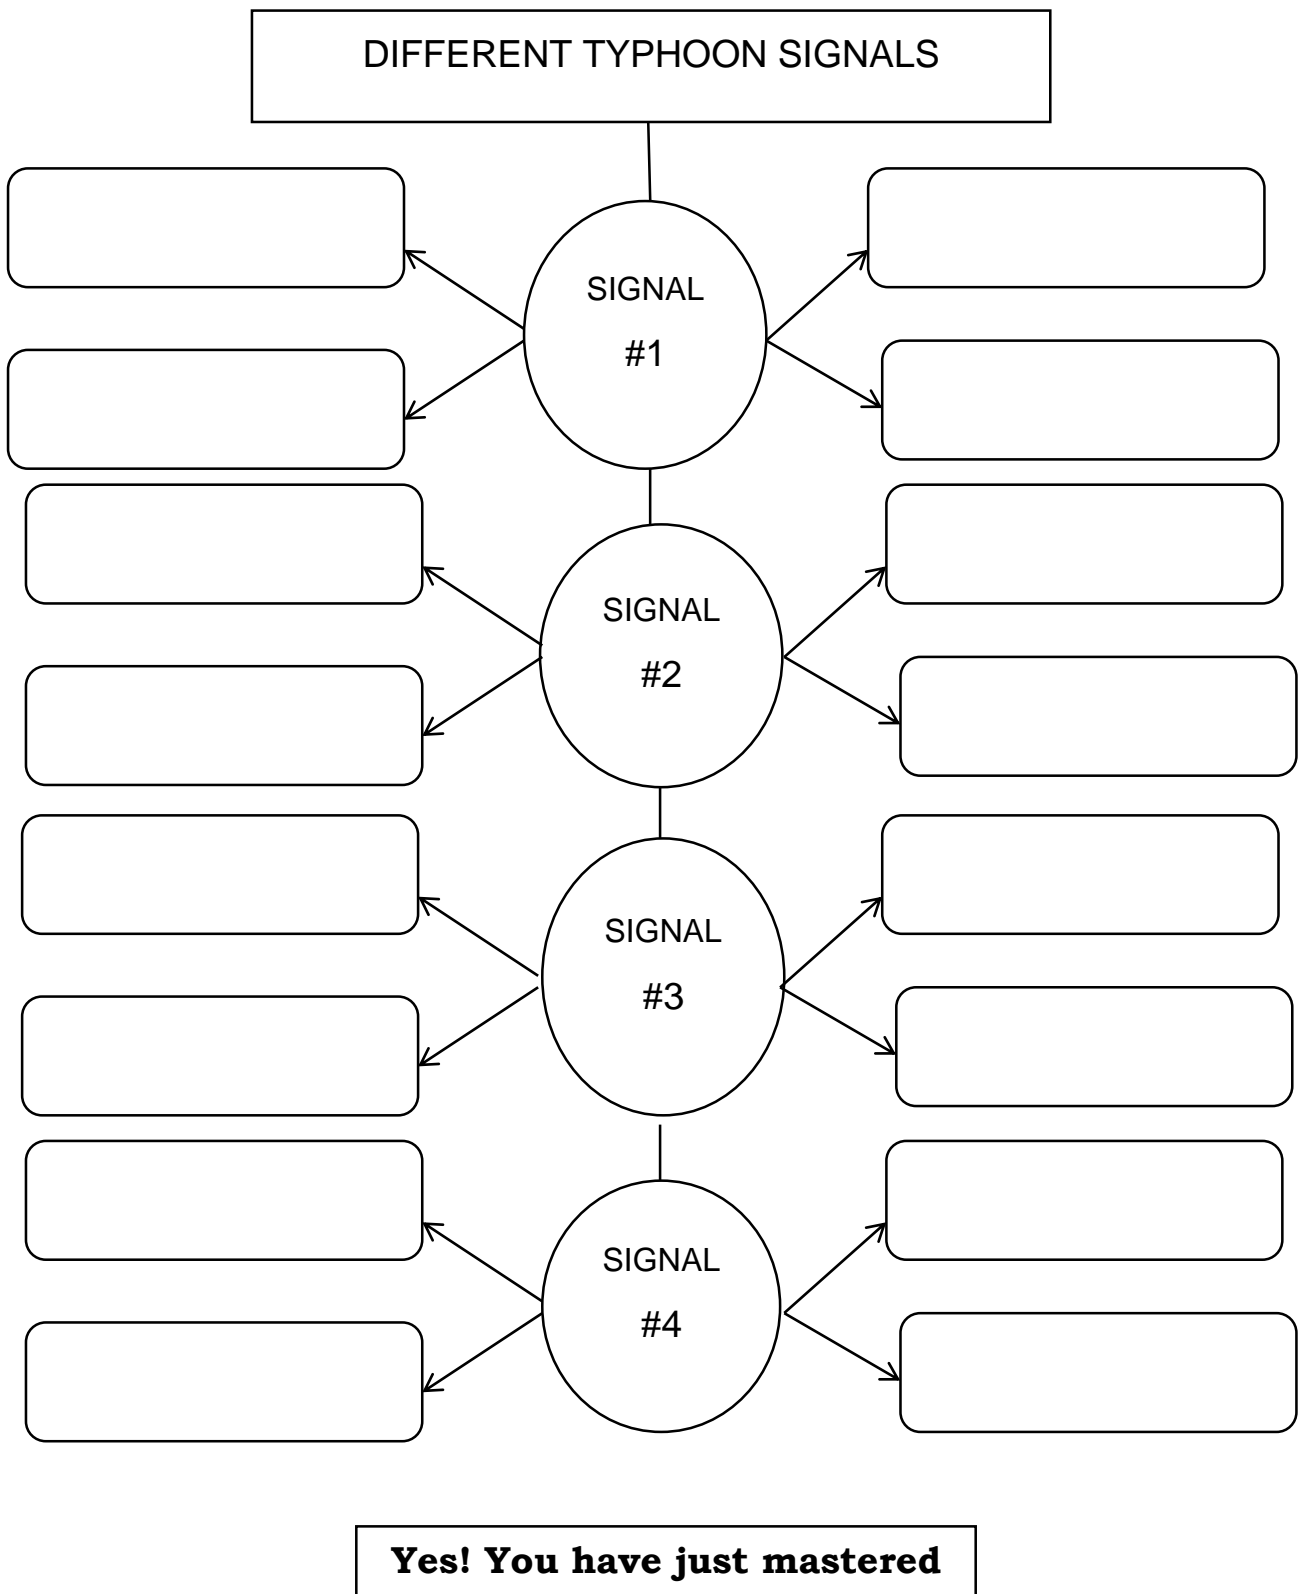 DIFFERENT TYPHOON SIGNALS
SIGNAL
#1
SIGNAL
#2
SIGNAL
#3
SIGNAL
#4
Yes! You have just mastered